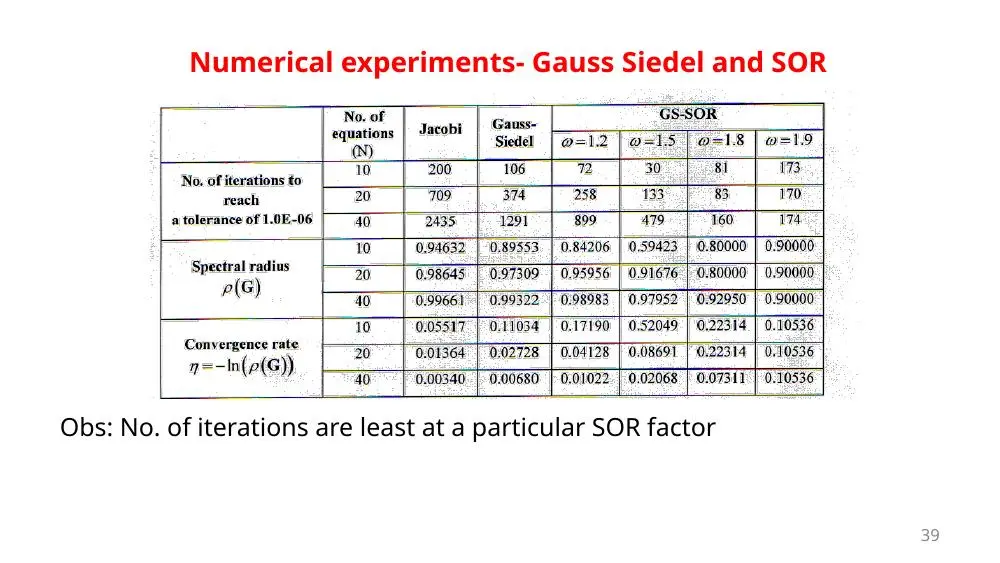 Numerical experiments- Gauss Siedel and SOR
No. of equations (N) Jacobi Gauss-Siedel GS-SOR
ω=1.2 ω=1.5 ω=1.8 ω=1.9
No. of iterations to reach a tolerance of 1.0E-06
10 200 106 72 30 81 173
20 709 374 258 133 83 170
40 2435 1291 899 479 160 174
Spectral radius ρ(G)
10 0.94632 0.89553 0.84206 0.59423 0.80000 0.90000
20 0.98645 0.97309 0.95956 0.91676 0.80000 0.90000
40 0.99661 0.99322 0.98983 0.97952 0.92950 0.90000
Convergence rate η=−ln(ρ(G))
10 0.05517 0.11034 0.17190 0.52049 0.22314 0.10536
20 0.01364 0.02728 0.04128 0.08691 0.22314 0.10536
40 0.00340 0.00680 0.01022 0.02068 0.07311 0.10536
Obs: No. of iterations are least at a particular SOR factor
39